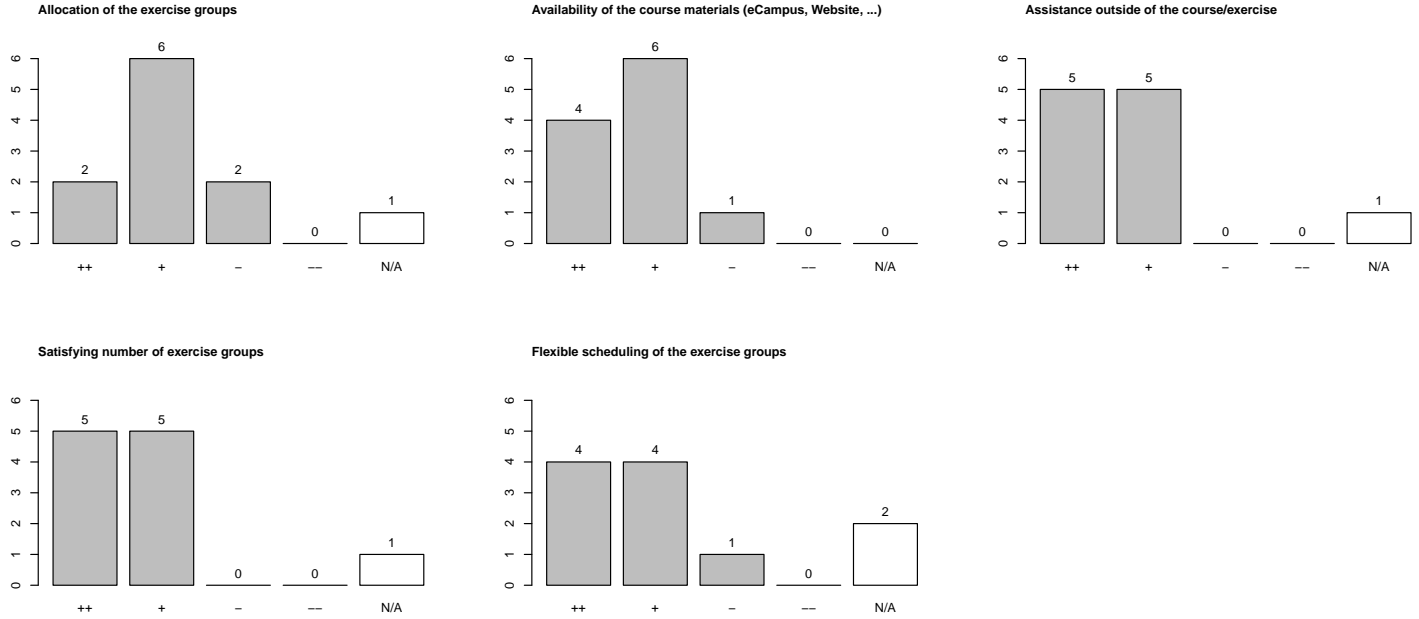 Allocation of the exercise groups
0 1 2 3 4 5 6
2 6 2 0 1
++ + − −− N/A
Availability of the course materials (eCampus, Website, ...)
0 1 2 3 4 5 6
4 6 1 0 0
++ + − −− N/A
Assistance outside of the course/exercise
0 1 2 3 4 5 6
5 5 0 0 1
++ + − −− N/A
Satisfying number of exercise groups
0 1 2 3 4 5 6
5 5 0 0 1
++ + − −− N/A
Flexible scheduling of the exercise groups
0 1 2 3 4 5 6
4 4 1 0 2
++ + − −− N/A